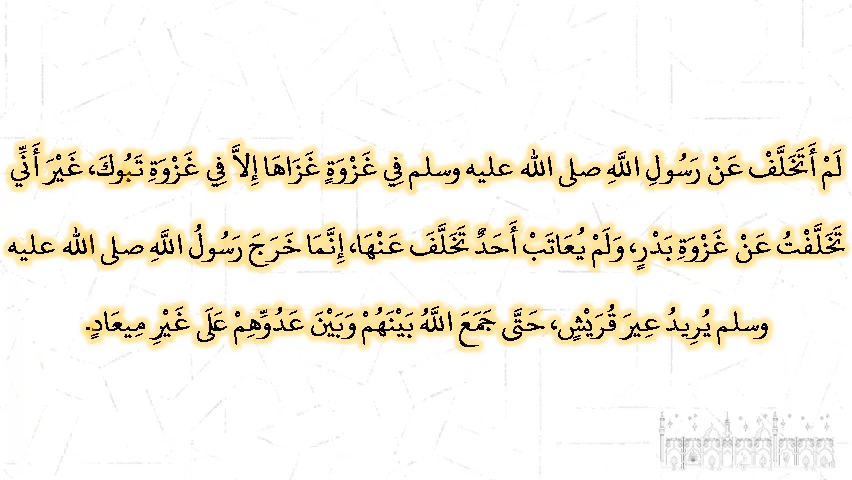 لَمْ أَتَخَلَّفْ عَنْ رَسُولِ اللَّهِ صلى الله عليه وسلم فِي غَزْوَةٍ غَزَاهَا إِلاَّ فِي غَزْوَةِ تَبُوكَ، غَيْرَ أَنِّي
تَخَلَّفْتُ عَنْ غَزْوَةِ بَدْرٍ، وَلَمْ يُعَاتَبْ أَحَدٌ تَخَلَّفَ عَنْهَا، إِنَّمَا خَرَجَ رَسُولُ اللَّهِ صلى الله عليه
وسلم يُرِيدُ عِيرَ قُرَيْشٍ، حَتَّى جَمَعَ اللَّهُ بَيْنَهُمْ وَبَيْنَ عَدُوِّهِمْ عَلَى غَيْرِ مِيعَادٍ.